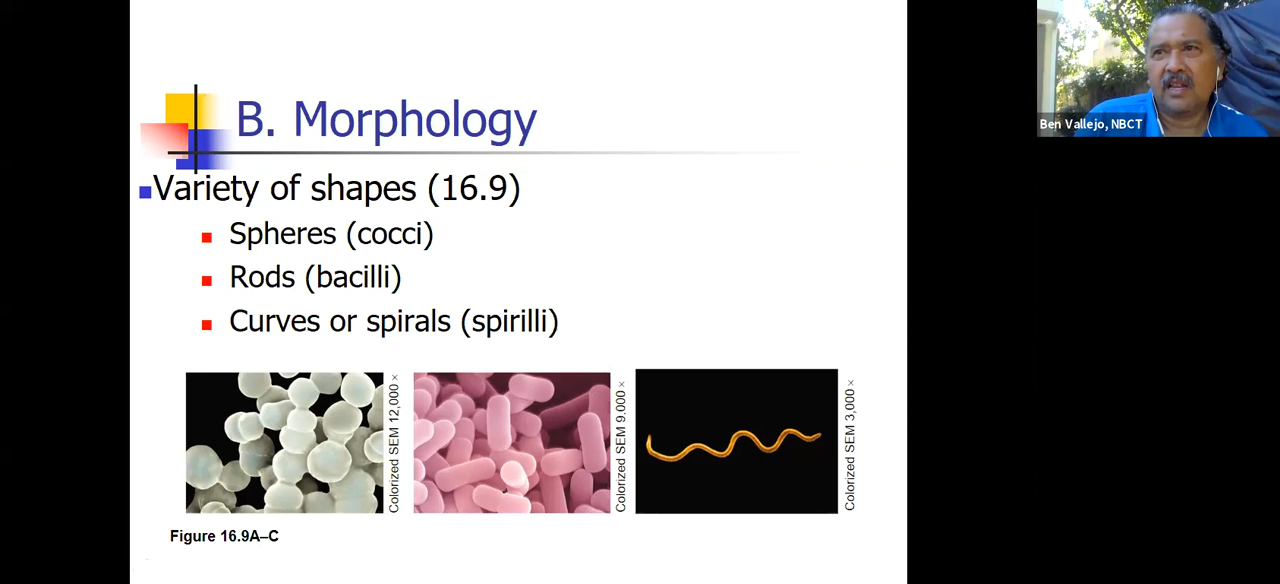 B. Morphology
Variety of shapes (16.9)
Spheres (cocci)
Rods (bacilli)
Curves or spirals (spirilli)
Colorized SEM 12,000 ×
Colorized SEM 9,000 ×
Colorized SEM 3,000 ×
Figure 16.9A–C
Ben Vallejo, NBCT